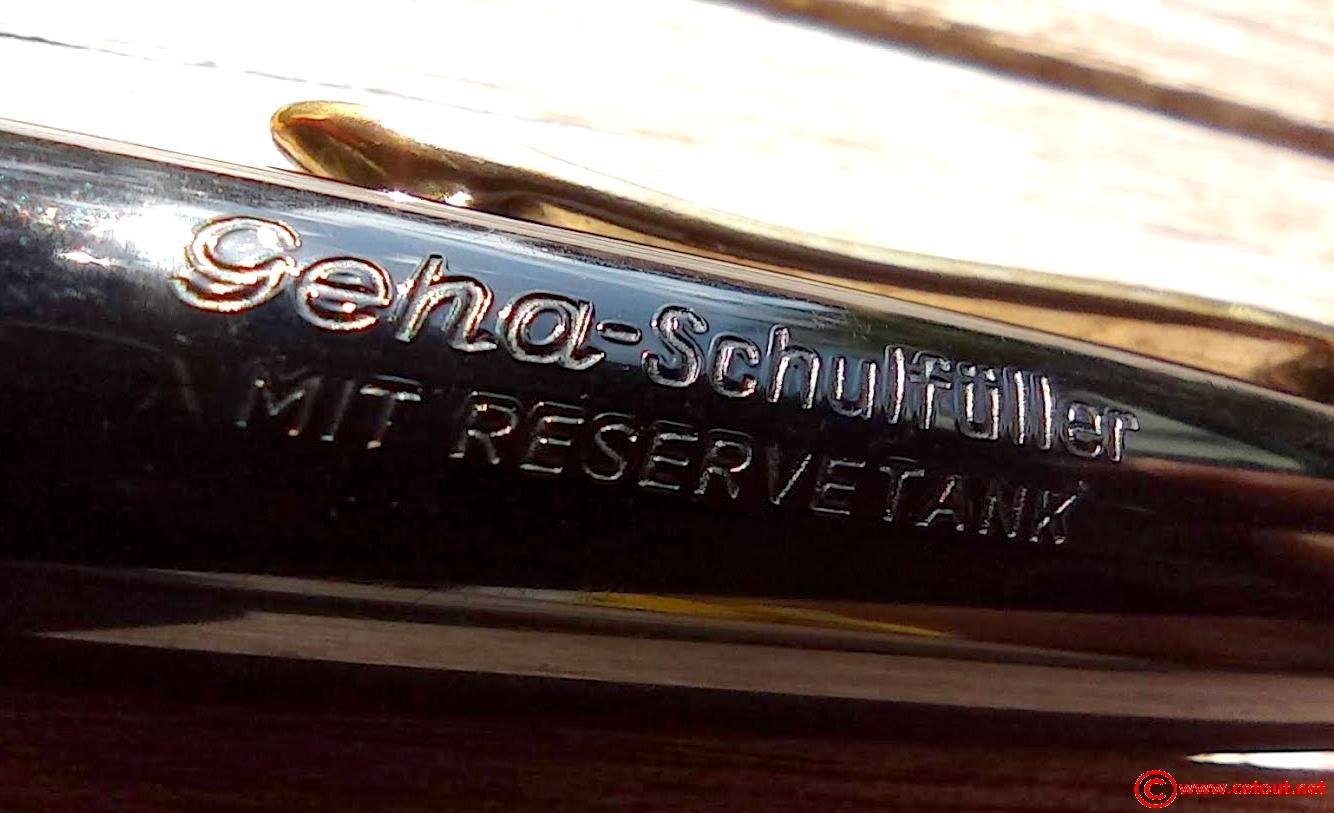 Geha-Schulfüller
MIT RESERVETANK
©www.cetout.net